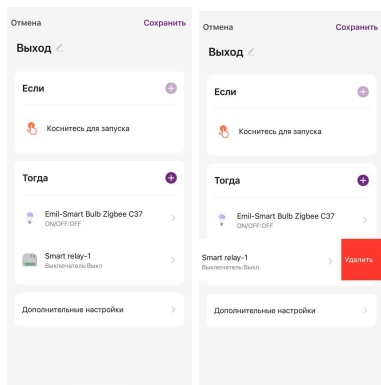 Отмена
Сохранить
Выход
Если
Коснитесь для запуска
Тогда
Emil-Smart Bulb Zigbee C37
ON/OFF:OFF
Smart relay-1
Выключатель:Выкл
Дополнительные настройки
Отмена
Сохранить
Выход
Если
Коснитесь для запуска
Тогда
Emil-Smart Bulb Zigbee C37
ON/OFF:OFF
Smart relay-1
Выключатель:Выкл
Удалить
Дополнительные настройки